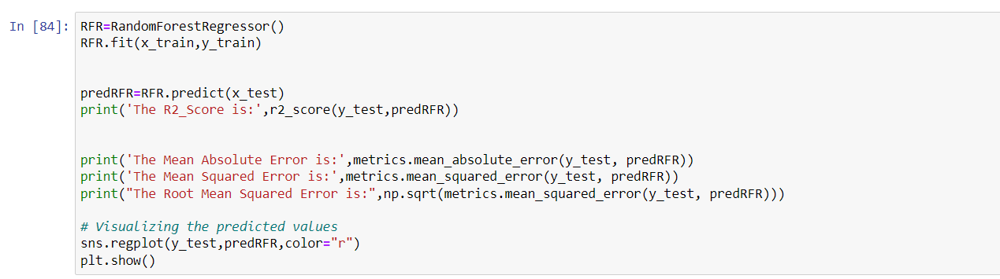 In [84]: RFR=RandomForestRegressor()
RFR.fit(x_train,y_train)
predRFR=RFR.predict(x_test)
print('The R2_Score is:',r2_score(y_test,predRFR))
print('The Mean Absolute Error is:',metrics.mean_absolute_error(y_test, predRFR))
print('The Mean Squared Error is:',metrics.mean_squared_error(y_test, predRFR))
print("The Root Mean Squared Error is:",np.sqrt(metrics.mean_squared_error(y_test, predRFR)))
# Visualizing the predicted values
sns.regplot(y_test,predRFR,color="r")
plt.show()